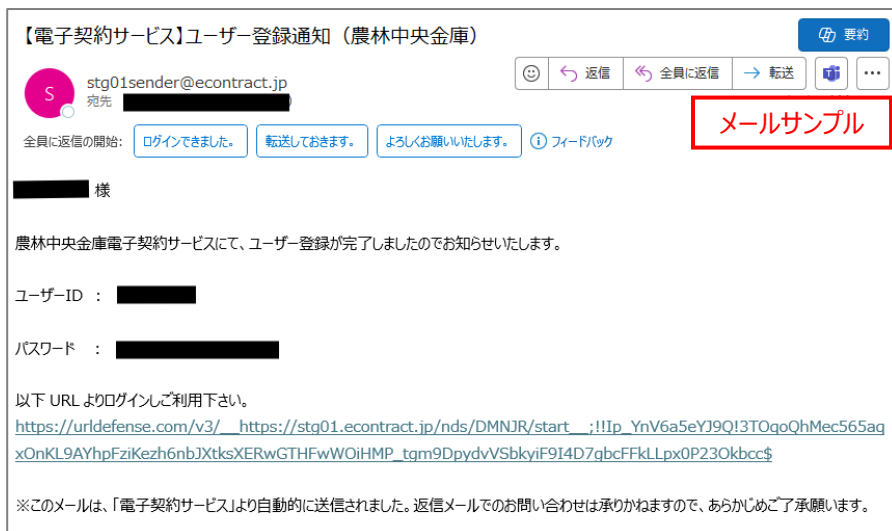 【電子契約サービス】ユーザー登録通知（農林中央金庫）
要約
S
stg01sender@econtract.jp
返信
全員に返信
転送
宛先
メールサンプル
全員に返信の開始:
ログインできました。
転送しておきます。
よろしくお願いいたします。
フィードバック
様
農林中央金庫電子契約サービスにて、ユーザー登録が完了しましたのでお知らせいたします。
ユーザーID ：
パスワード ：
以下 URL よりログインしご利用下さい。
https://urldefense.com/v3/__https://stg01.econtract.jp/nds/DMNJR/start__;!!Ip_YnV6a5eYJ9Q!3TOqoQhMec565aq
xOnKL9AYhpFziKezh6nbJXtksXERwGTHFwWOiHMP_tgm9DpydvVSbkyiF9I4D7gbcFFkLLpx0P23Okbcc$
※このメールは、「電子契約サービス」より自動的に送信されました。返信メールでのお問い合わせは承りかねますので、あらかじめご了承願います。